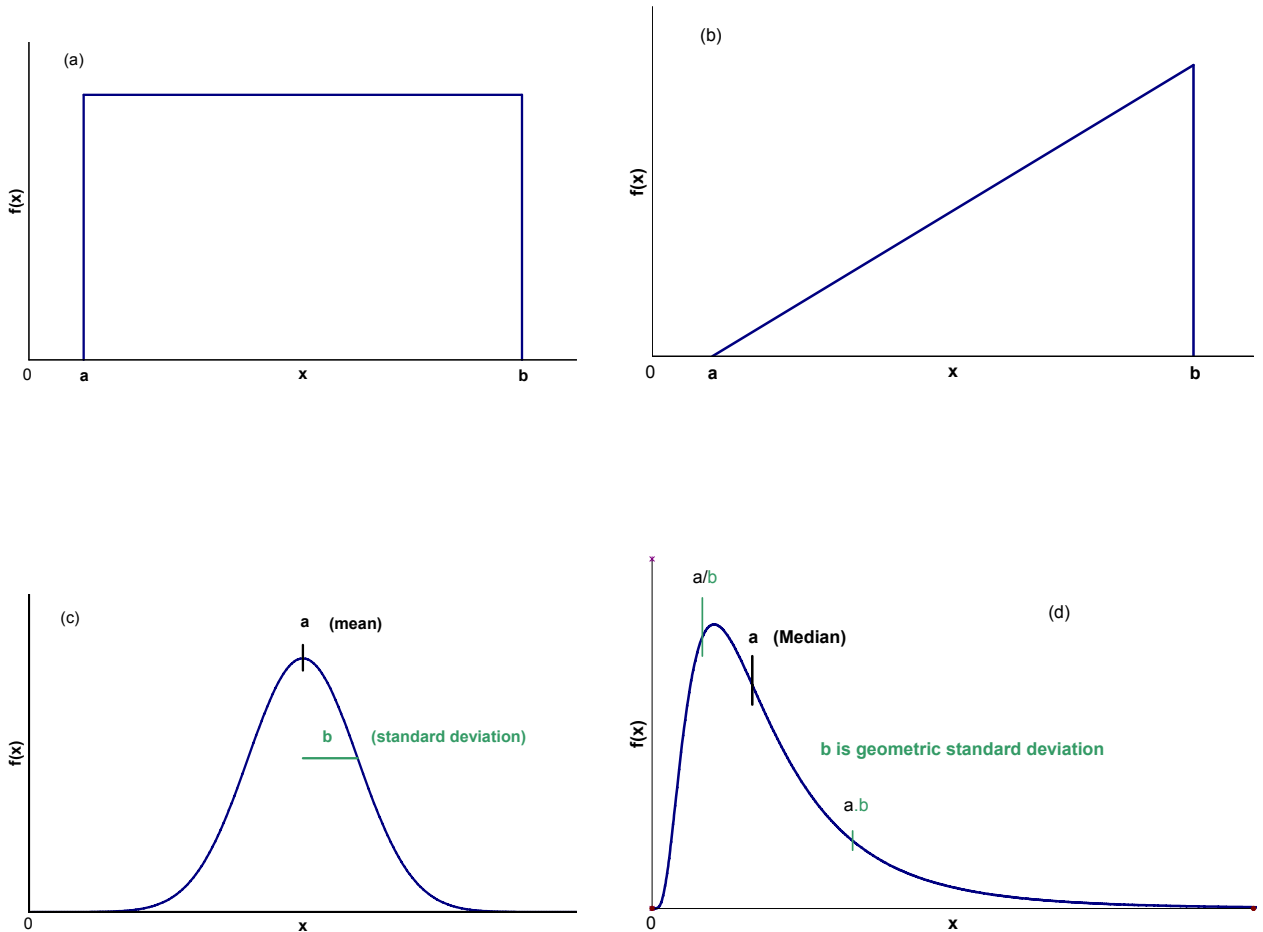 (a)
f(x)
0
a
x
b
(b)
f(x)
0
a
x
b
(c)
a (mean)
b (standard deviation)
f(x)
0
x
a/b
(d)
a (Median)
f(x)
b is geometric standard deviation
a.b
0
x